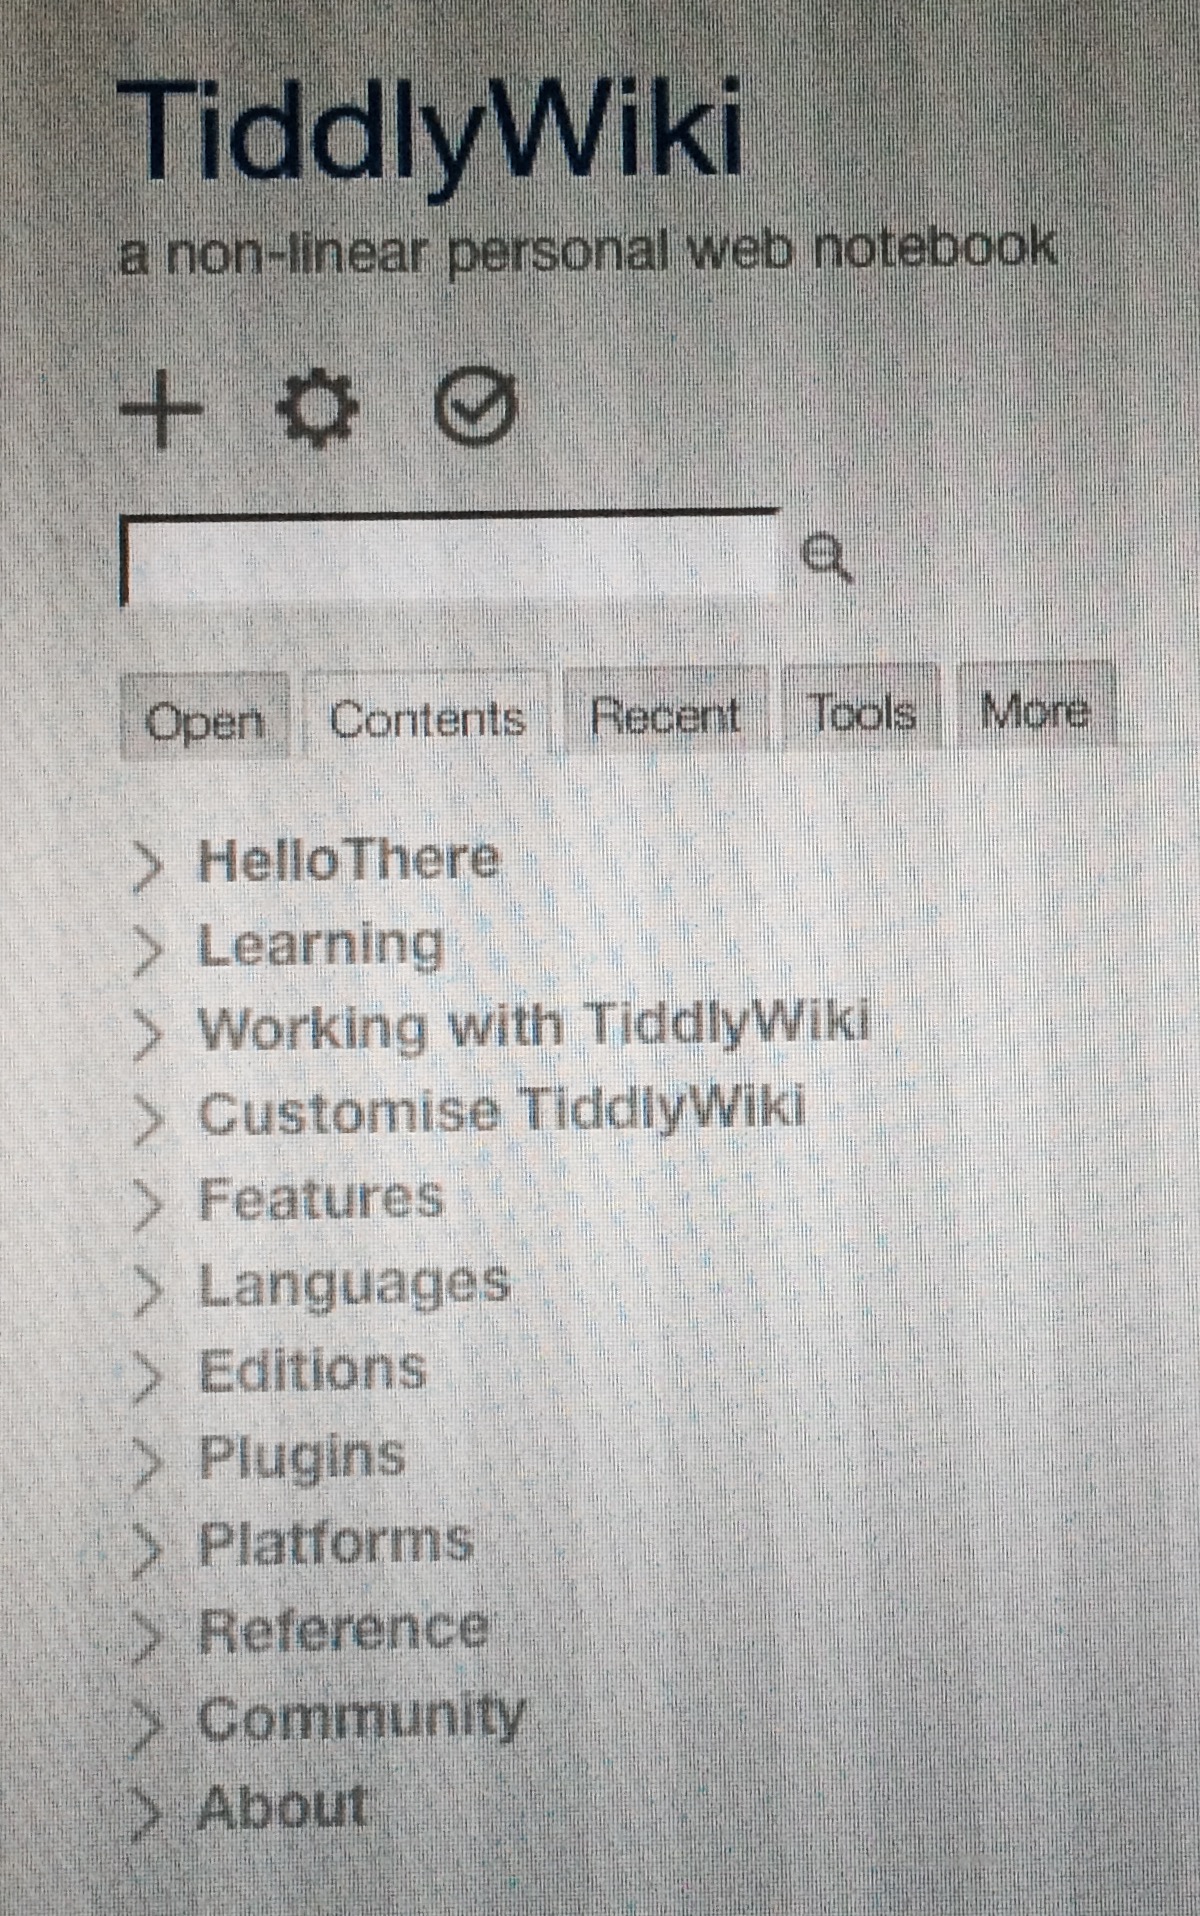 TiddlyWiki
a non-linear personal web notebook
Open Contents Recent Tools More
HelloThere
Learning
Working with TiddlyWiki
Customise TiddlyWiki
Features
Languages
Editions
Plugins
Platforms
Reference
Community
About